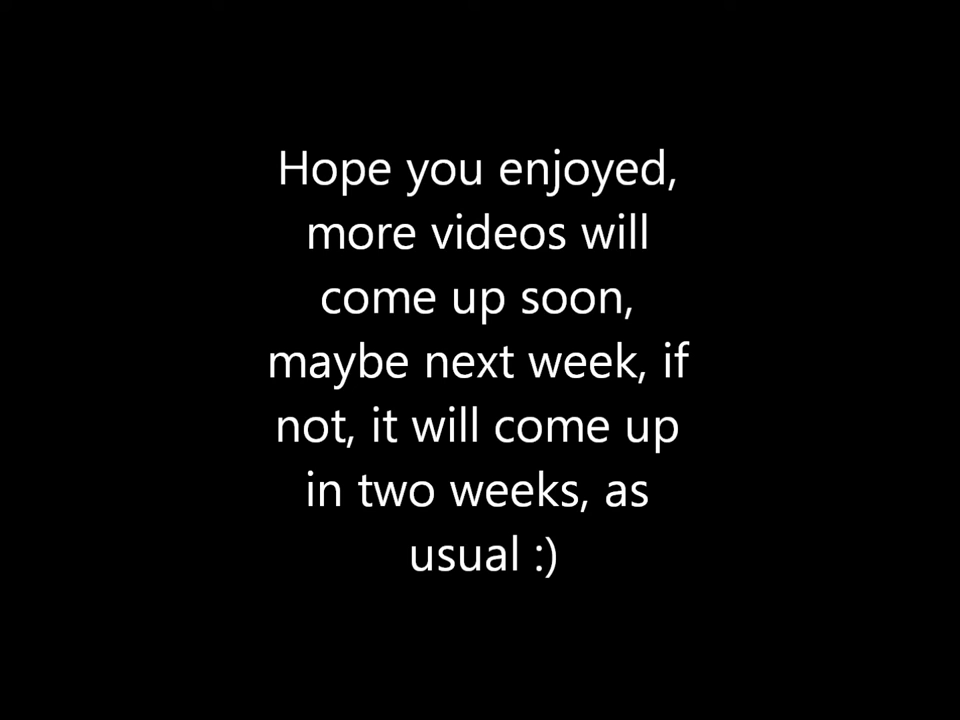 Hope you enjoyed,
more videos will
come up soon,
maybe next week, if
not, it will come up
in two weeks, as
usual :)